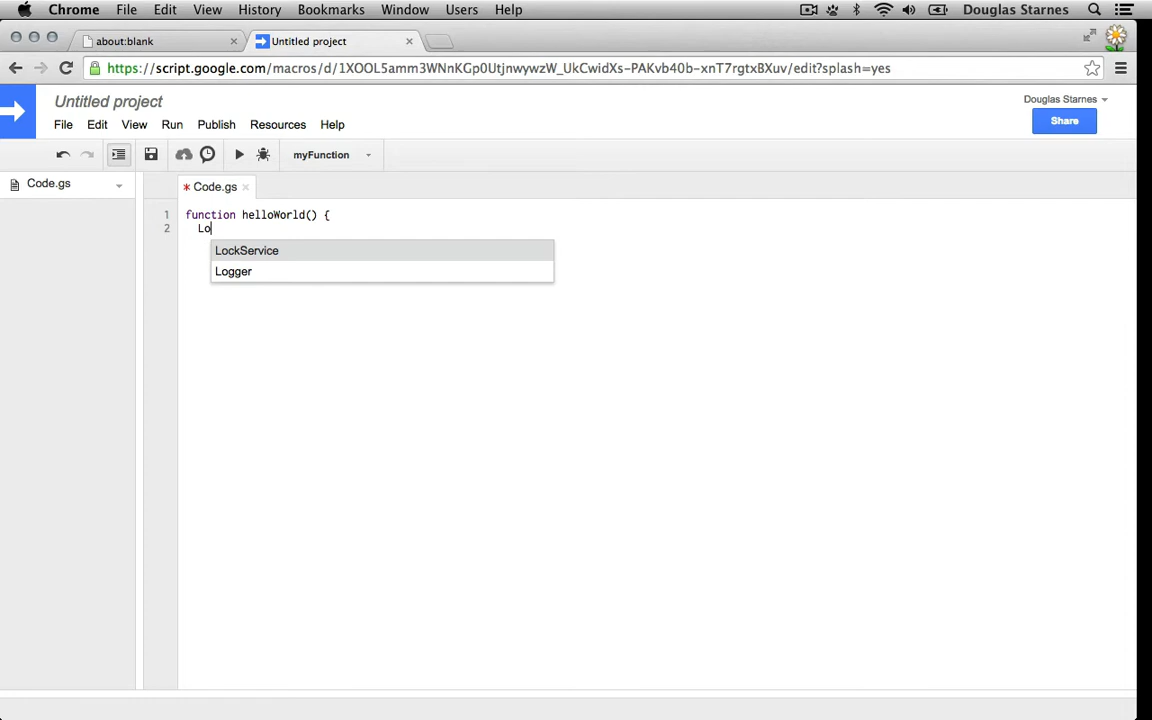 Chrome File Edit View History Bookmarks Window Users Help Douglas Starnes
about:blank Untitled project
https://script.google.com/macros/d/1XOOL5amm3WNnKGp0UtjnwywzW_UkCwidXs-PAKvb40b-xnT7rgtxBXuv/edit?splash=yes
Untitled project Douglas Starnes
File Edit View Run Publish Resources Help Share
myFunction
Code.gs * Code.gs
1 function helloWorld() {
2 Lo
LockService
Logger